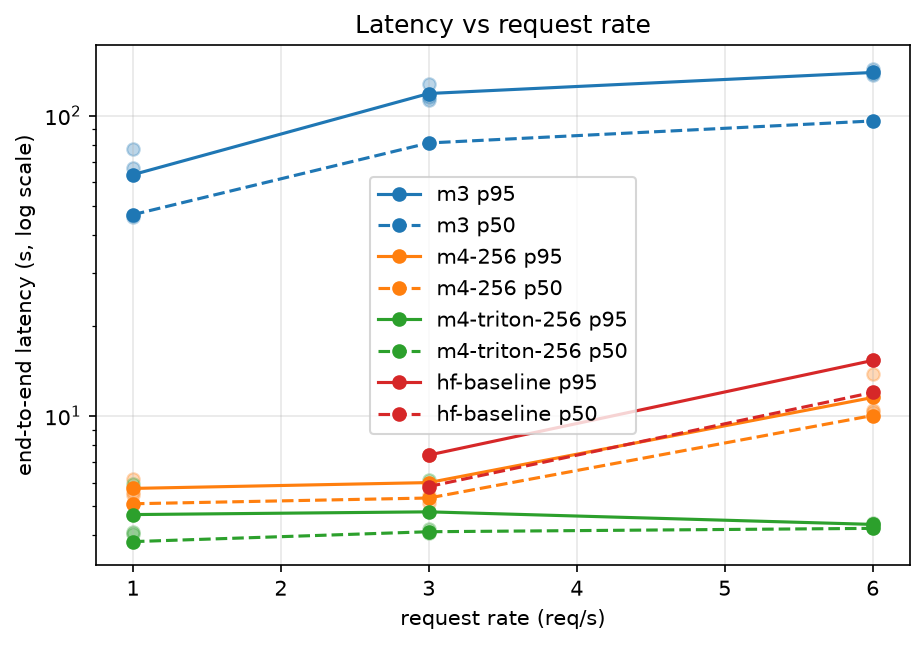 Latency vs request rate
end-to-end latency (s, log scale)
10²
10¹
m3 p95
m3 p50
m4-256 p95
m4-256 p50
m4-triton-256 p95
m4-triton-256 p50
hf-baseline p95
hf-baseline p50
1 2 3 4 5 6
request rate (req/s)